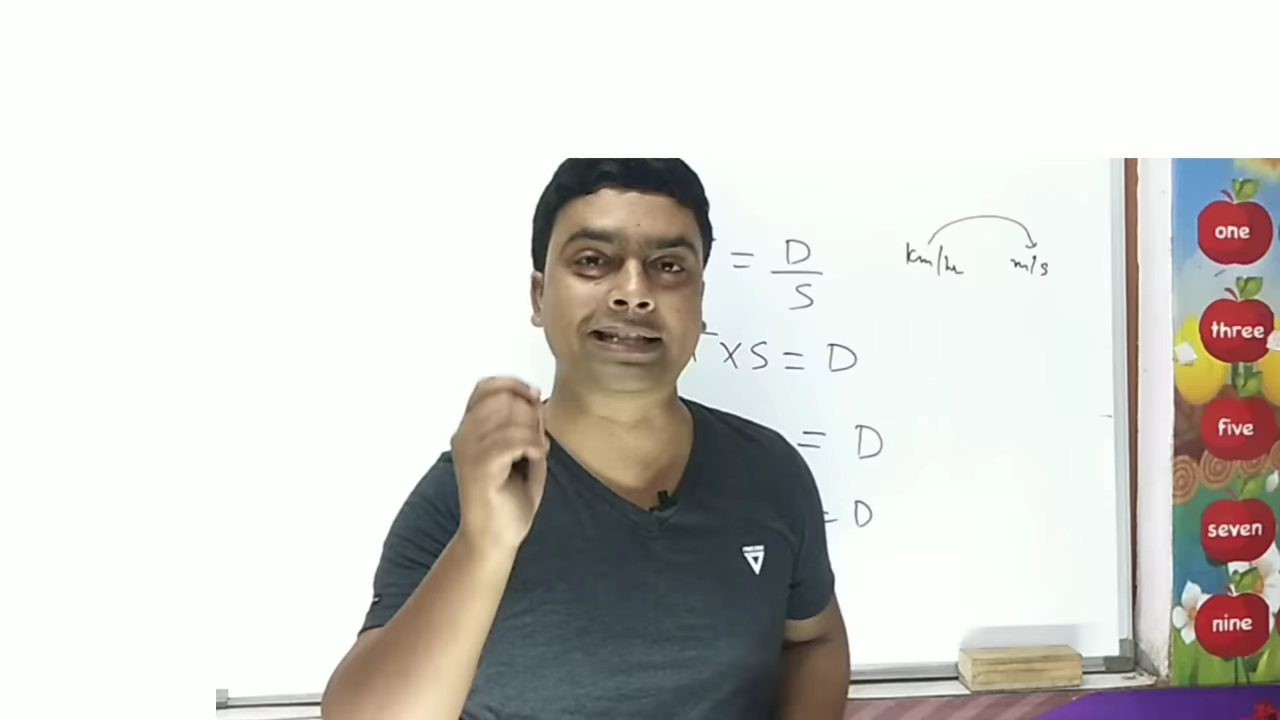 = D/S
km/hr m/s
× S = D
= D
= D
one
three
five
seven
nine